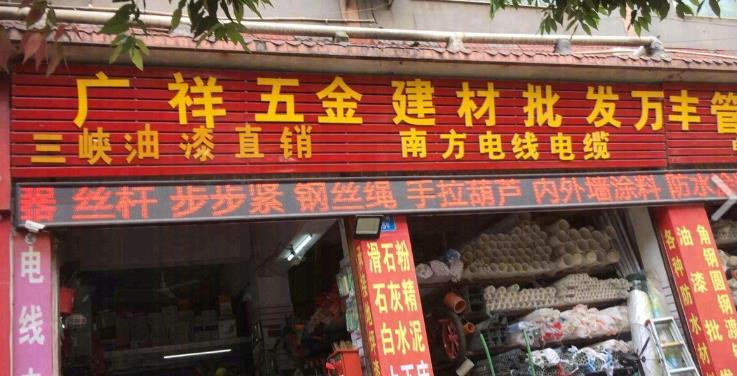 广祥五金建材批发万丰管
三峡油漆直销 南方电线电缆
器 丝杆 步步紧 钢丝绳 手拉葫芦 内外墙涂料 防水
电线
滑石粉
石灰精
白水泥
各种防水材
油漆批
角钢圆钢